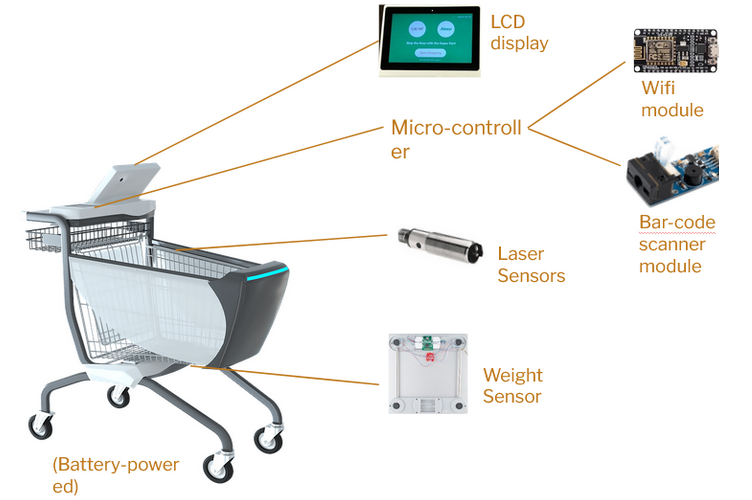 LCD
display
Wifi
module
Micro-controll
er
Bar-code
scanner
module
Laser
Sensors
Weight
Sensor
(Battery-power
ed)